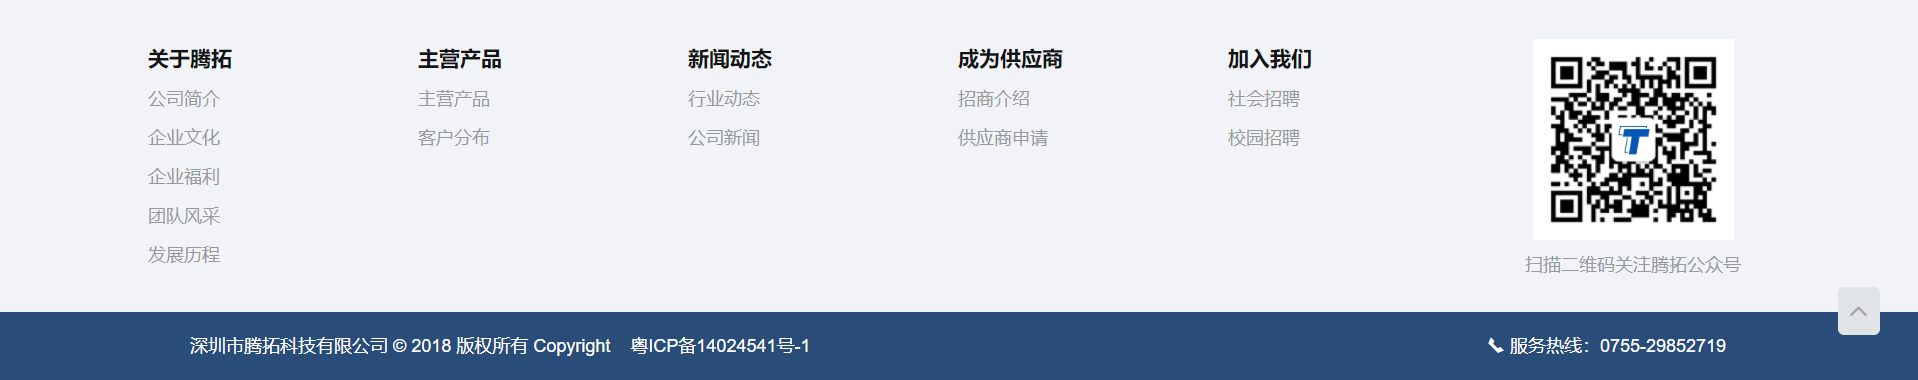 关于腾拓
公司简介
企业文化
企业福利
团队风采
发展历程
主营产品
主营产品
客户分布
新闻动态
行业动态
公司新闻
成为供应商
招商介绍
供应商申请
加入我们
社会招聘
校园招聘
T
扫描二维码关注腾拓公众号
深圳市腾拓科技有限公司 © 2018 版权所有 Copyright 粤ICP备14024541号-1
服务热线：0755-29852719